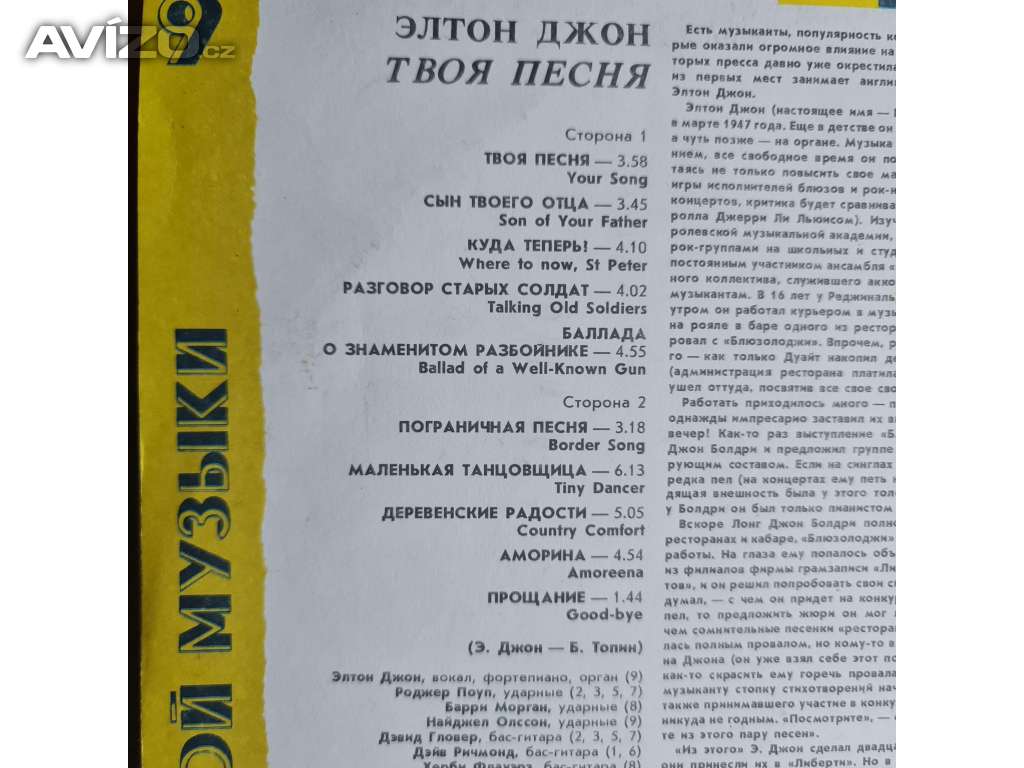 Avízo.cz
9
ОЙ МУЗЫКИ
ЭЛТОН ДЖОН
ТВОЯ ПЕСНЯ
Сторона 1
ТВОЯ ПЕСНЯ — 3.58
Your Song
СЫН ТВОЕГО ОТЦА — 3.45
Son of Your Father
КУДА ТЕПЕРЬ! — 4.10
Where to now, St Peter
РАЗГОВОР СТАРЫХ СОЛДАТ — 4.02
Talking Old Soldiers
БАЛЛАДА
О ЗНАМЕНИТОМ РАЗБОЙНИКЕ — 4.55
Ballad of a Well-Known Gun
Сторона 2
ПОГРАНИЧНАЯ ПЕСНЯ — 3.18
Border Song
МАЛЕНЬКАЯ ТАНЦОВЩИЦА — 6.13
Tiny Dancer
ДЕРЕВЕНСКИЕ РАДОСТИ — 5.05
Country Comfort
АМОРИНА — 4.54
Amoreena
ПРОЩАНИЕ — 1.44
Good-bye
(Э. Джон — Б. Топин)
Элтон Джон, вокал, фортепиано, орган (9)
Роджер Поуп, ударные (2, 3, 5, 7)
Барри Морган, ударные (8)
Найджел Олссон, ударные (9)
Дэвид Гловер, бас-гитара (2, 3, 5, 7)
Дэйв Ричмонд, бас-гитара (1, 6)
Херби Флауэрз, бас-гитара (8)
Есть музыканты, популярность
рые оказали огромное влияние на
торых пресса давно уже окрестила
из первых мест занимает англи
Элтон Джон.
Элтон Джон (настоящее имя —
в марте 1947 года. Еще в детстве он
а чуть позже — на органе. Музыка
нием, все свободное время он по
таясь не только повысить свое ма
игры исполнителей блюзов и рок-н
концертов, критика будет сравнива
ролла Джерри Ли Льюисом). Изуч
ролевской музыкальной академии,
рок-группами на школьных и студ
постоянным участником ансамбля «
ного коллектива, служившего акко
музыкантам. В 16 лет у Реджиналь
утром он работал курьером в музы
на рояле в баре одного из рестор
ровал с «Блюзолоджи». Впрочем, р
го — как только Дуайт накопил де
(администрация ресторана платила
ушел оттуда, посвятив все свое сво
Работать приходилось много — п
однажды импресарио заставил их в
вечер! Как-то раз выступление «Б
Джон Болдри и предложил группе
рующим составом. Если на синглах
редка пел (на концертах ему петь н
дящая внешность была у этого толс
у Болдри он был только пианистом
Вскоре Лонг Джон Болдри полно
ресторанах и кабаре, «Блюзолоджи»
работы. На глаза ему попалось объ
из филиалов фирмы грамзаписи «Ли
тов», и он решил попробовать свои с
думал, — с чем он придет на конку
пел, то предложить жюри он мог
чем сомнительные песенки «рестора
лась полным провалом, но кому-то в
на Джона (он уже взял себе этот по
как-то скрасить ему горечь провала
музыканту стопку стихотворений нач
также принимавшего участие в конку
никуда не годным. «Посмотрите», —
те из этого пару песен».
«Из этого» Э. Джон сделал двадца
они принесли их в «Либерти». Но в